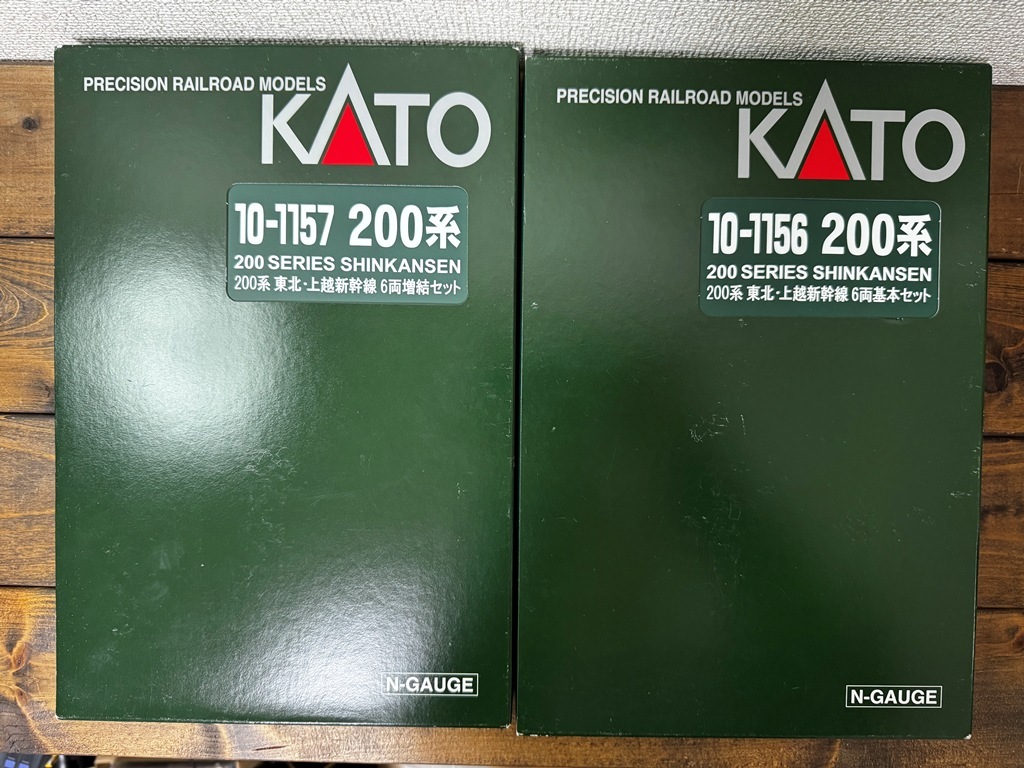 PRECISION RAILROAD MODELS
KATO
10-1157 200系
200 SERIES SHINKANSEN
200系 東北・上越新幹線 6両増結セット
N-GAUGE
PRECISION RAILROAD MODELS
KATO
10-1156 200系
200 SERIES SHINKANSEN
200系 東北・上越新幹線 6両基本セット
N-GAUGE